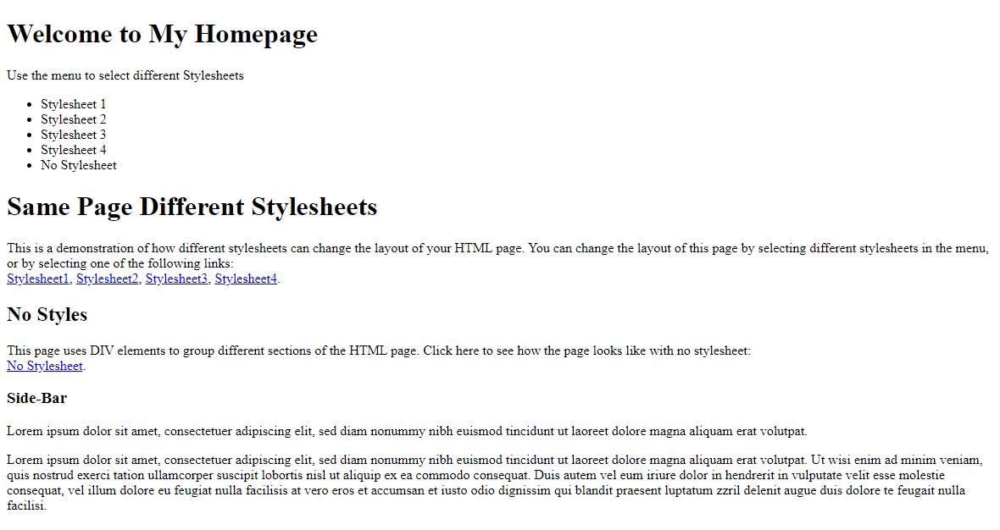 Welcome to My Homepage
Use the menu to select different Stylesheets
Stylesheet 1
Stylesheet 2
Stylesheet 3
Stylesheet 4
No Stylesheet
Same Page Different Stylesheets
This is a demonstration of how different stylesheets can change the layout of your HTML page. You can change the layout of this page by selecting different stylesheets in the menu,
or by selecting one of the following links:
Stylesheet1, Stylesheet2, Stylesheet3, Stylesheet4.
No Styles
This page uses DIV elements to group different sections of the HTML page. Click here to see how the page looks like with no stylesheet:
No Stylesheet.
Side-Bar
Lorem ipsum dolor sit amet, consectetuer adipiscing elit, sed diam nonummy nibh euismod tincidunt ut laoreet dolore magna aliquam erat volutpat.
Lorem ipsum dolor sit amet, consectetuer adipiscing elit, sed diam nonummy nibh euismod tincidunt ut laoreet dolore magna aliquam erat volutpat. Ut wisi enim ad minim veniam,
quis nostrud exerci tation ullamcorper suscipit lobortis nisl ut aliquip ex ea commodo consequat. Duis autem vel eum iriure dolor in hendrerit in vulputate velit esse molestie
consequat, vel illum dolore eu feugiat nulla facilisis at vero eros et accumsan et iusto odio dignissim qui blandit praesent luptatum zzril delenit augue duis dolore te feugait nulla
facilisi.